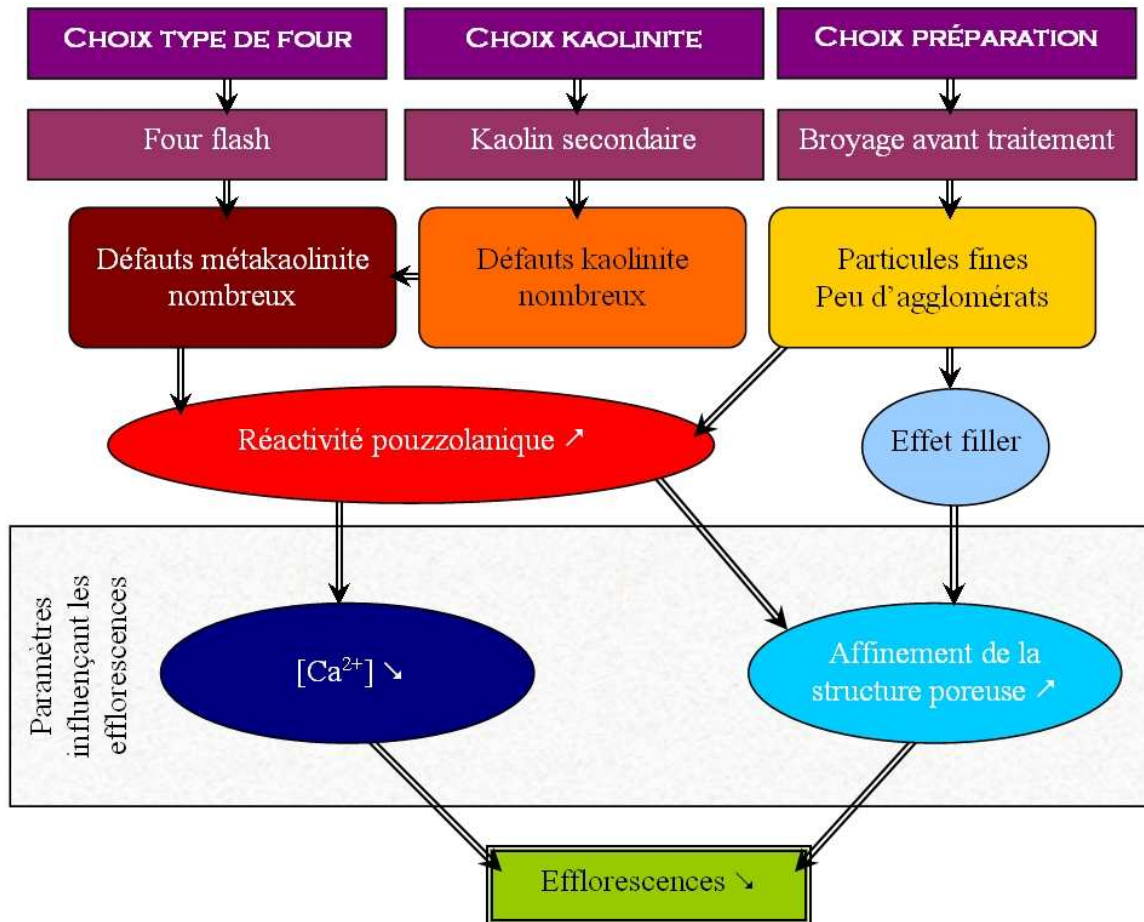 CHOIX TYPE DE FOUR
CHOIX KAOLINITE
CHOIX PRÉPARATION
Four flash
Kaolin secondaire
Broyage avant traitement
Défauts métakaolinite
nombreux
Défauts kaolinite
nombreux
Particules fines
Peu d’agglomérats
Réactivité pouzzolanique ↗
Effet filler
Paramètres
influençant les
efflorescences
[Ca²⁺] ↘
Affinement de la
structure poreuse ↗
Efflorescences ↘